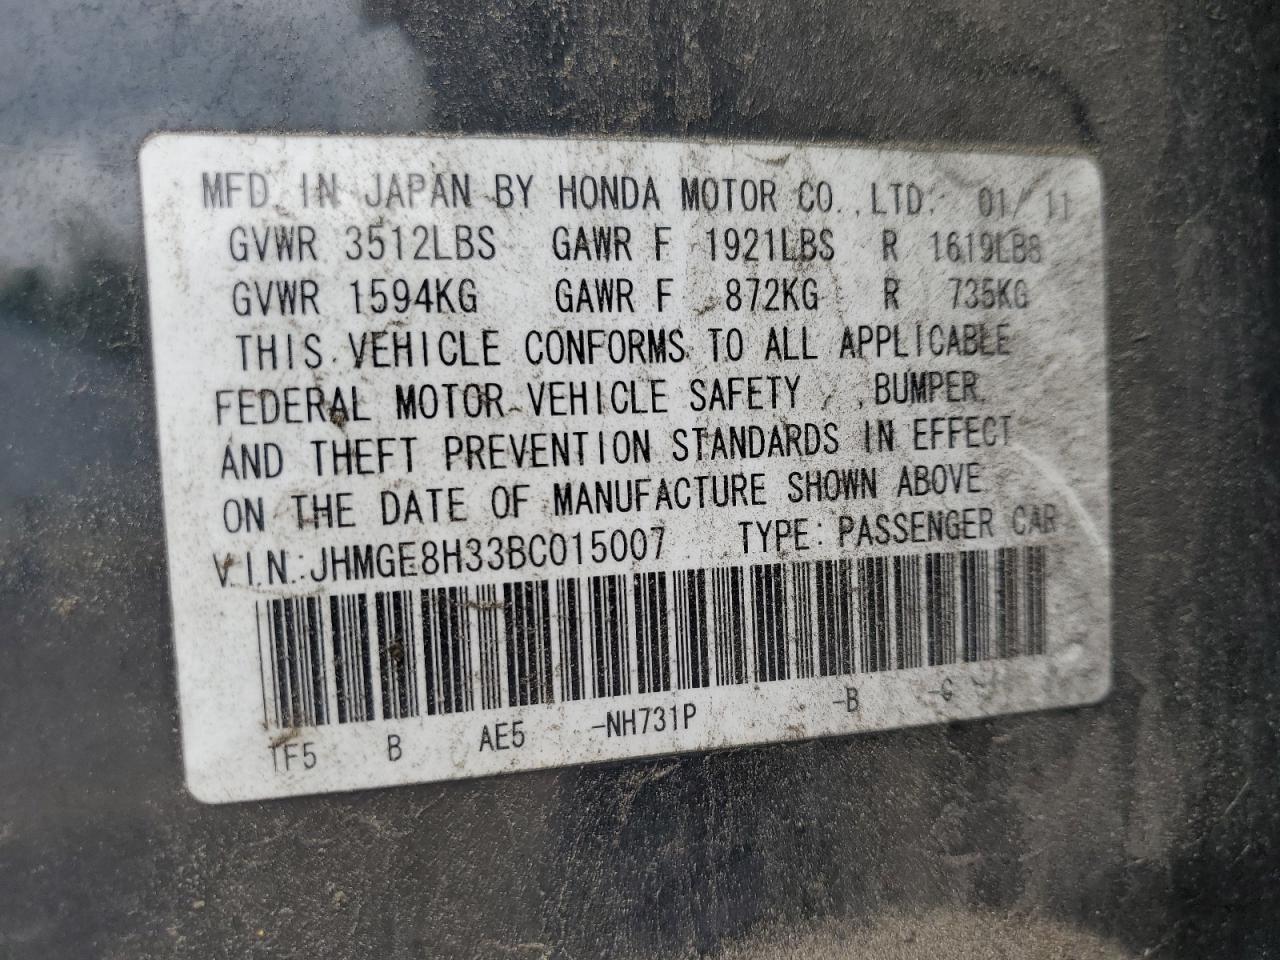 MFD. IN JAPAN BY HONDA MOTOR CO., LTD. 01/11
GVWR 3512LBS GAWR F 1921LBS R 1619LBS
GVWR 1594KG GAWR F 872KG R 735KG
THIS VEHICLE CONFORMS TO ALL APPLICABLE
FEDERAL MOTOR VEHICLE SAFETY , BUMPER,
AND THEFT PREVENTION STANDARDS IN EFFECT
ON THE DATE OF MANUFACTURE SHOWN ABOVE
V.I.N.: JHMGE8H33BC015007 TYPE: PASSENGER CAR
TF5 B AE5 -NH731P -B